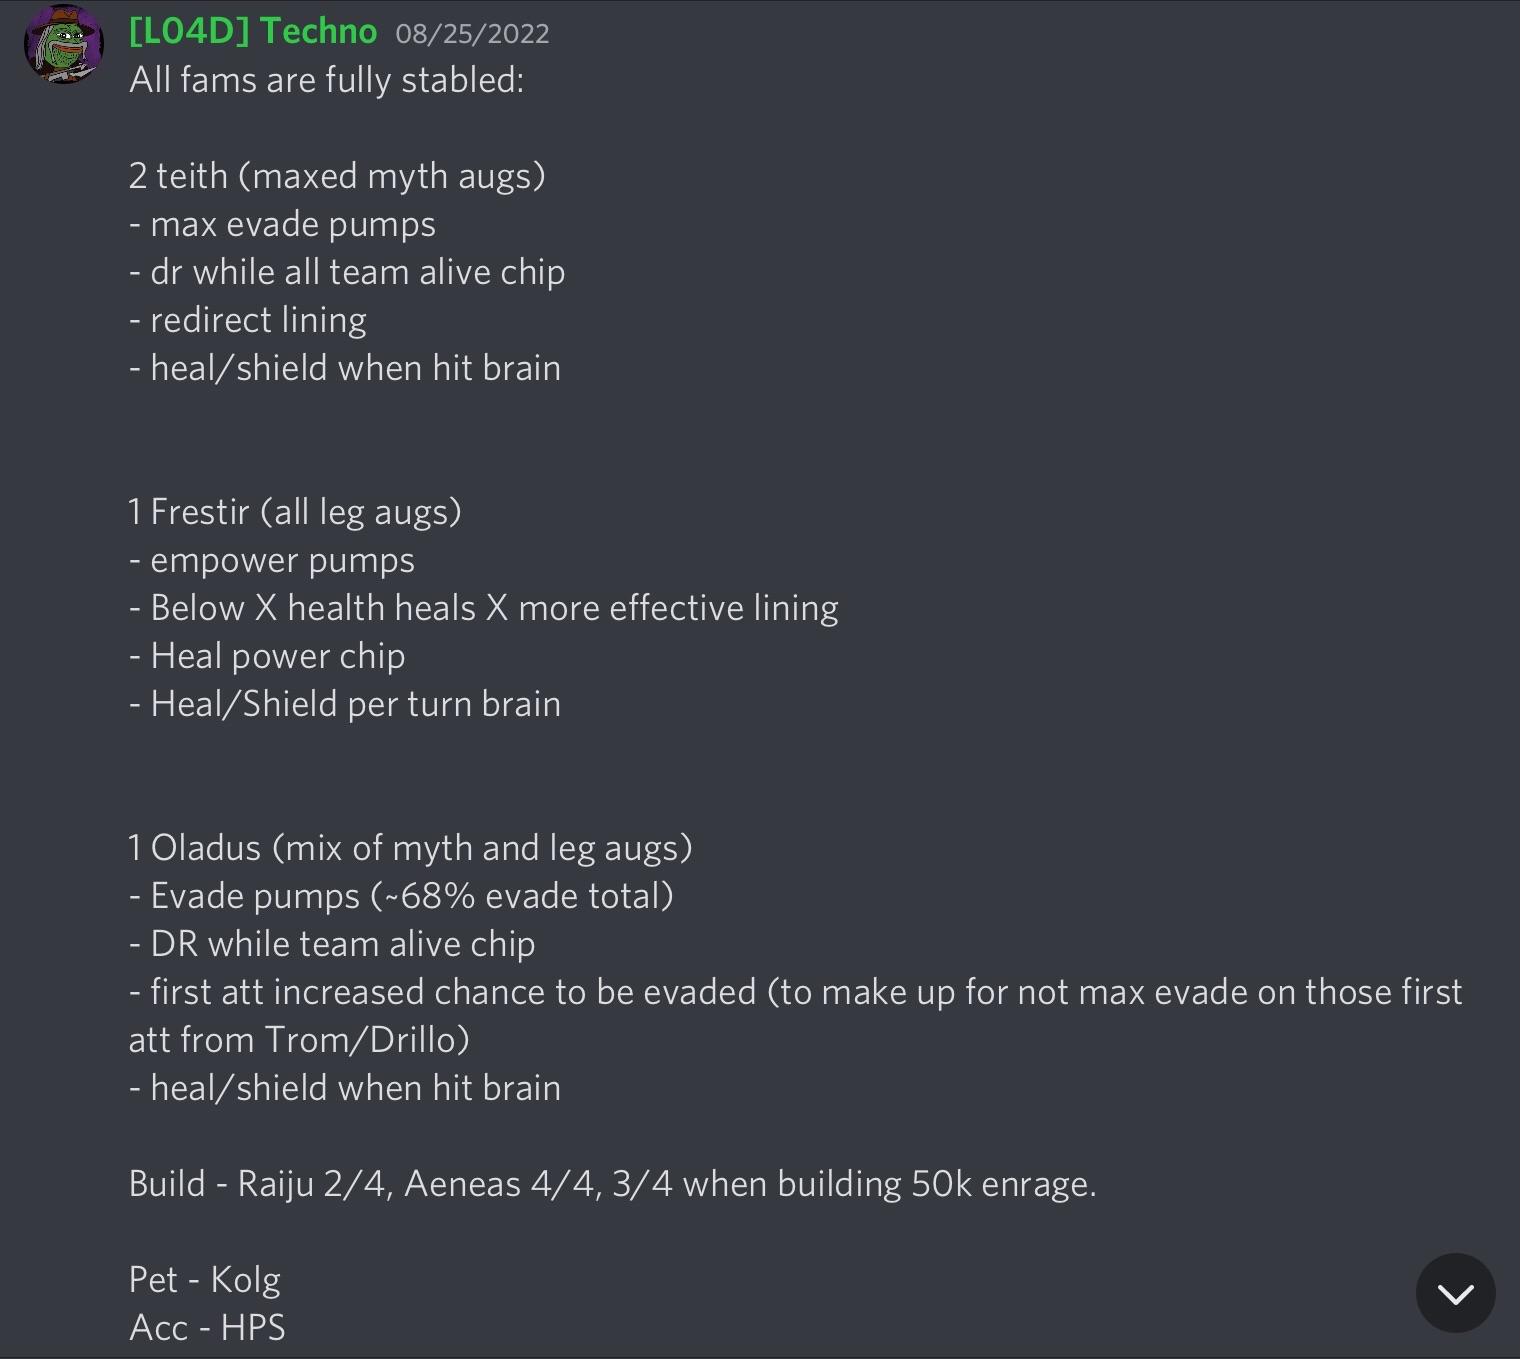 [L04D] Techno 08/25/2022
All fams are fully stabled:
2 teith (maxed myth augs)
- max evade pumps
- dr while all team alive chip
- redirect lining
- heal/shield when hit brain
1 Frestir (all leg augs)
- empower pumps
- Below X health heals X more effective lining
- Heal power chip
- Heal/Shield per turn brain
1 Oladus (mix of myth and leg augs)
- Evade pumps (~68% evade total)
- DR while team alive chip
- first att increased chance to be evaded (to make up for not max evade on those first
att from Trom/Drillo)
- heal/shield when hit brain
Build - Raiju 2/4, Aeneas 4/4, 3/4 when building 50k enrage.
Pet - Kolg
Acc - HPS